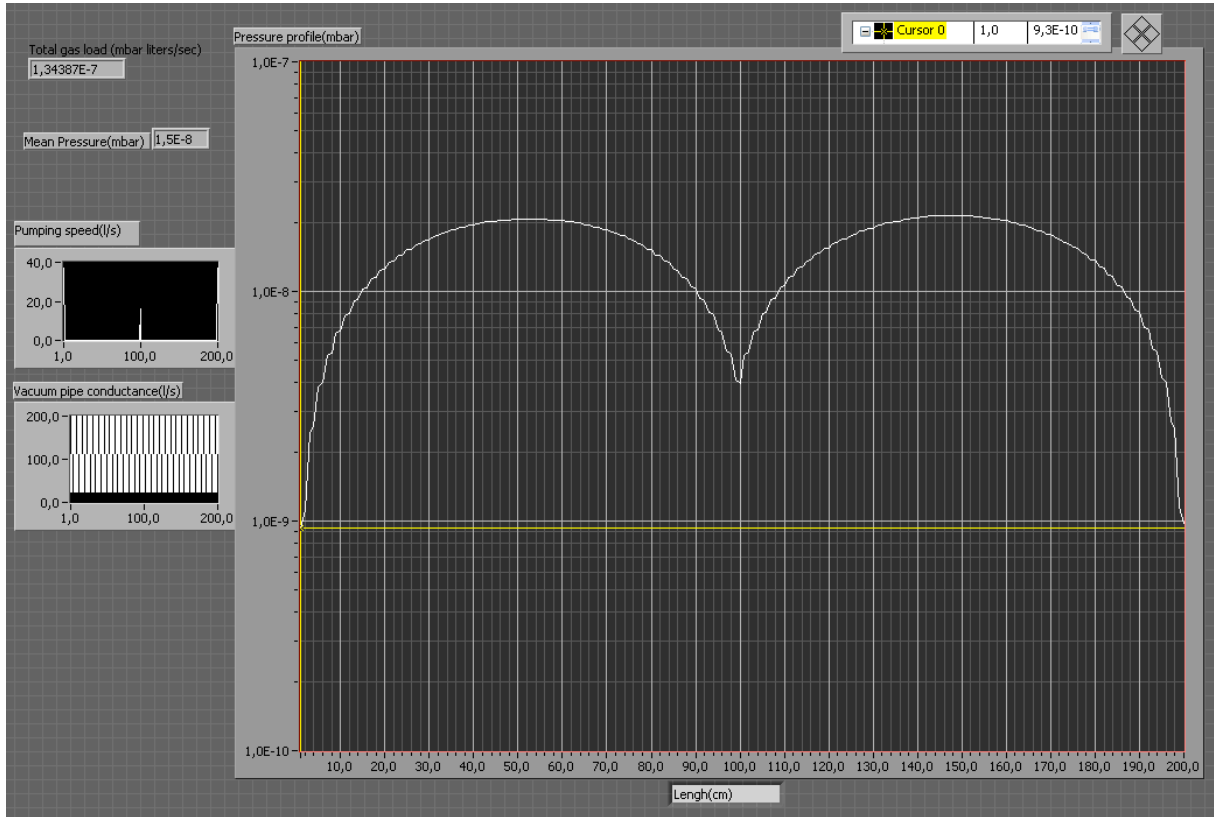 Total gas load (mbar liters/sec)
1,34387E-7
Mean Pressure(mbar) 1,5E-8
Pumping speed(l/s)
40,0
20,0
0,0
1,0 100,0 200,0
Vacuum pipe conductance(l/s)
200,0
100,0
0,0
1,0 100,0 200,0
Pressure profile(mbar)
Cursor 0 1,0 9,3E-10
1,0E-7
1,0E-8
1,0E-9
1,0E-10
10,0 20,0 30,0 40,0 50,0 60,0 70,0 80,0 90,0 100,0 110,0 120,0 130,0 140,0 150,0 160,0 170,0 180,0 190,0 200,0
Lengh(cm)